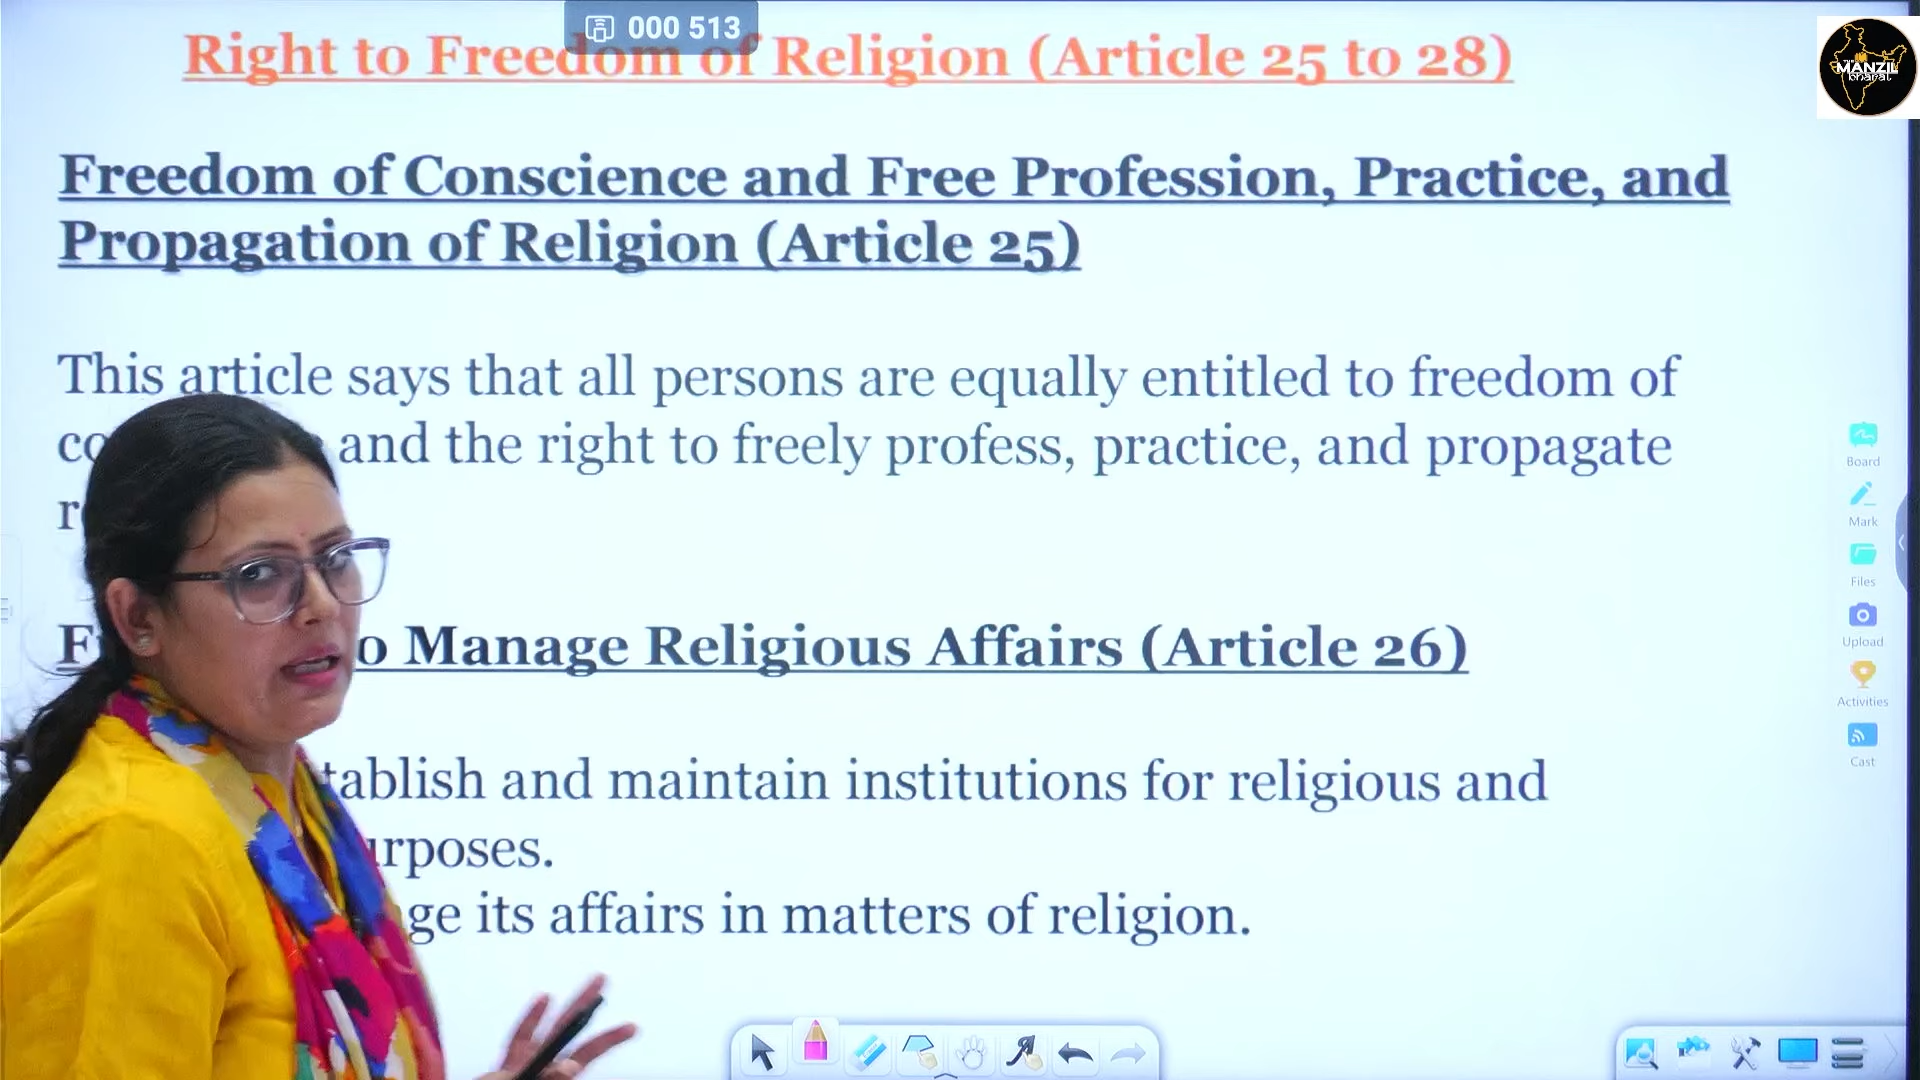 000 513
Right to Freedom of Religion (Article 25 to 28)
MANZIL
bharat
Freedom of Conscience and Free Profession, Practice, and
Propagation of Religion (Article 25)
This article says that all persons are equally entitled to freedom of
and the right to freely profess, practice, and propagate
Manage Religious Affairs (Article 26)
and maintain institutions for religious and
its affairs in matters of religion.
Board
Mark
Files
Upload
Activities
Cast